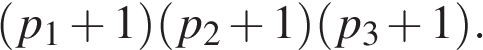 (p₁ + 1)(p₂ + 1)(p₃ + 1).